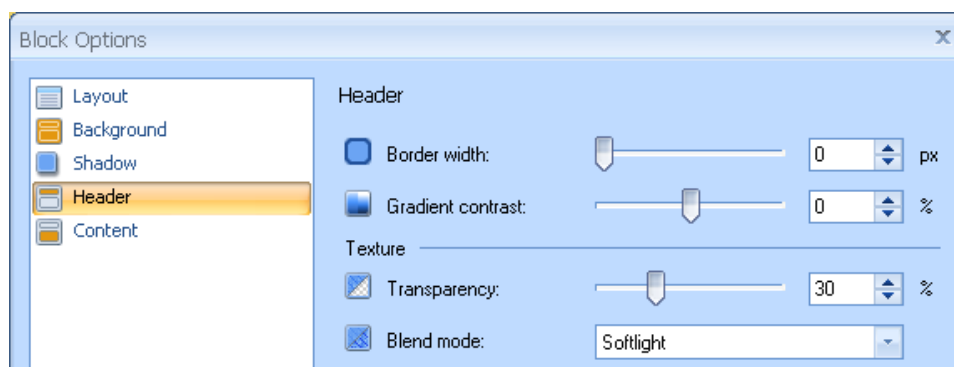 Block Options
Layout
Background
Shadow
Header
Content
Header
Border width: 0 px
Gradient contrast: 0 %
Texture
Transparency: 30 %
Blend mode: Softlight